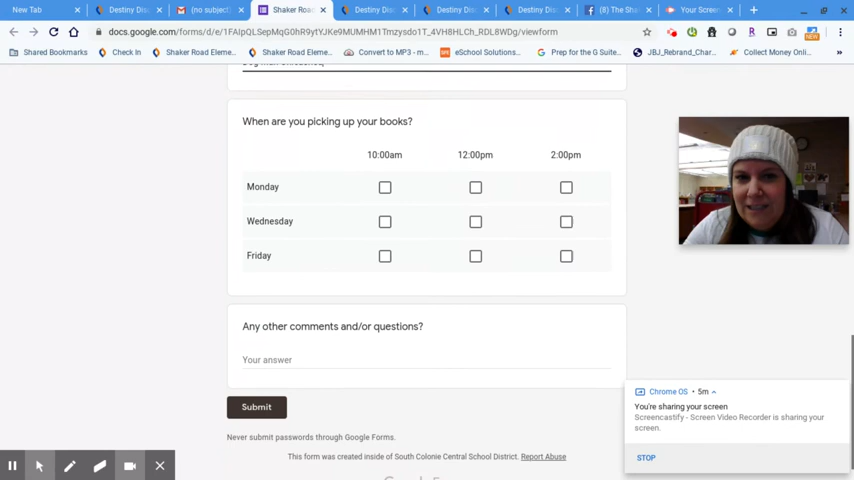 New Tab
Destiny Disc
(no subject)
Shaker Road
Destiny Disc
Destiny Disc
Destiny Disc
(8) The Sha
Your Screen
docs.google.com/forms/d/e/1FAIpQLSepMqG0hR9ytYJKe9MUMHM1Tmzysdo1T_4VH8HLCh_RDL8WDg/viewform
Shared Bookmarks
Check In
Shaker Road Eleme...
Shaker Road Eleme...
Convert to MP3 - m...
eSchool Solutions...
Prep for the G Suite...
JBJ_Rebrand_Char...
Collect Money Onli...
When are you picking up your books?
10:00am 12:00pm 2:00pm
Monday
Wednesday
Friday
Any other comments and/or questions?
Your answer
Submit
Never submit passwords through Google Forms.
This form was created inside of South Colonie Central School District. Report Abuse
Chrome OS • 5m
You're sharing your screen
Screencastify - Screen Video Recorder is sharing your
screen.
STOP